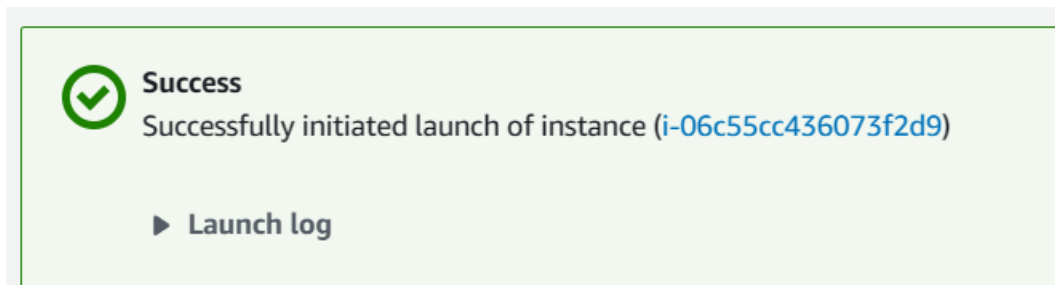 Success
Successfully initiated launch of instance (i-06c55cc436073f2d9)
Launch log